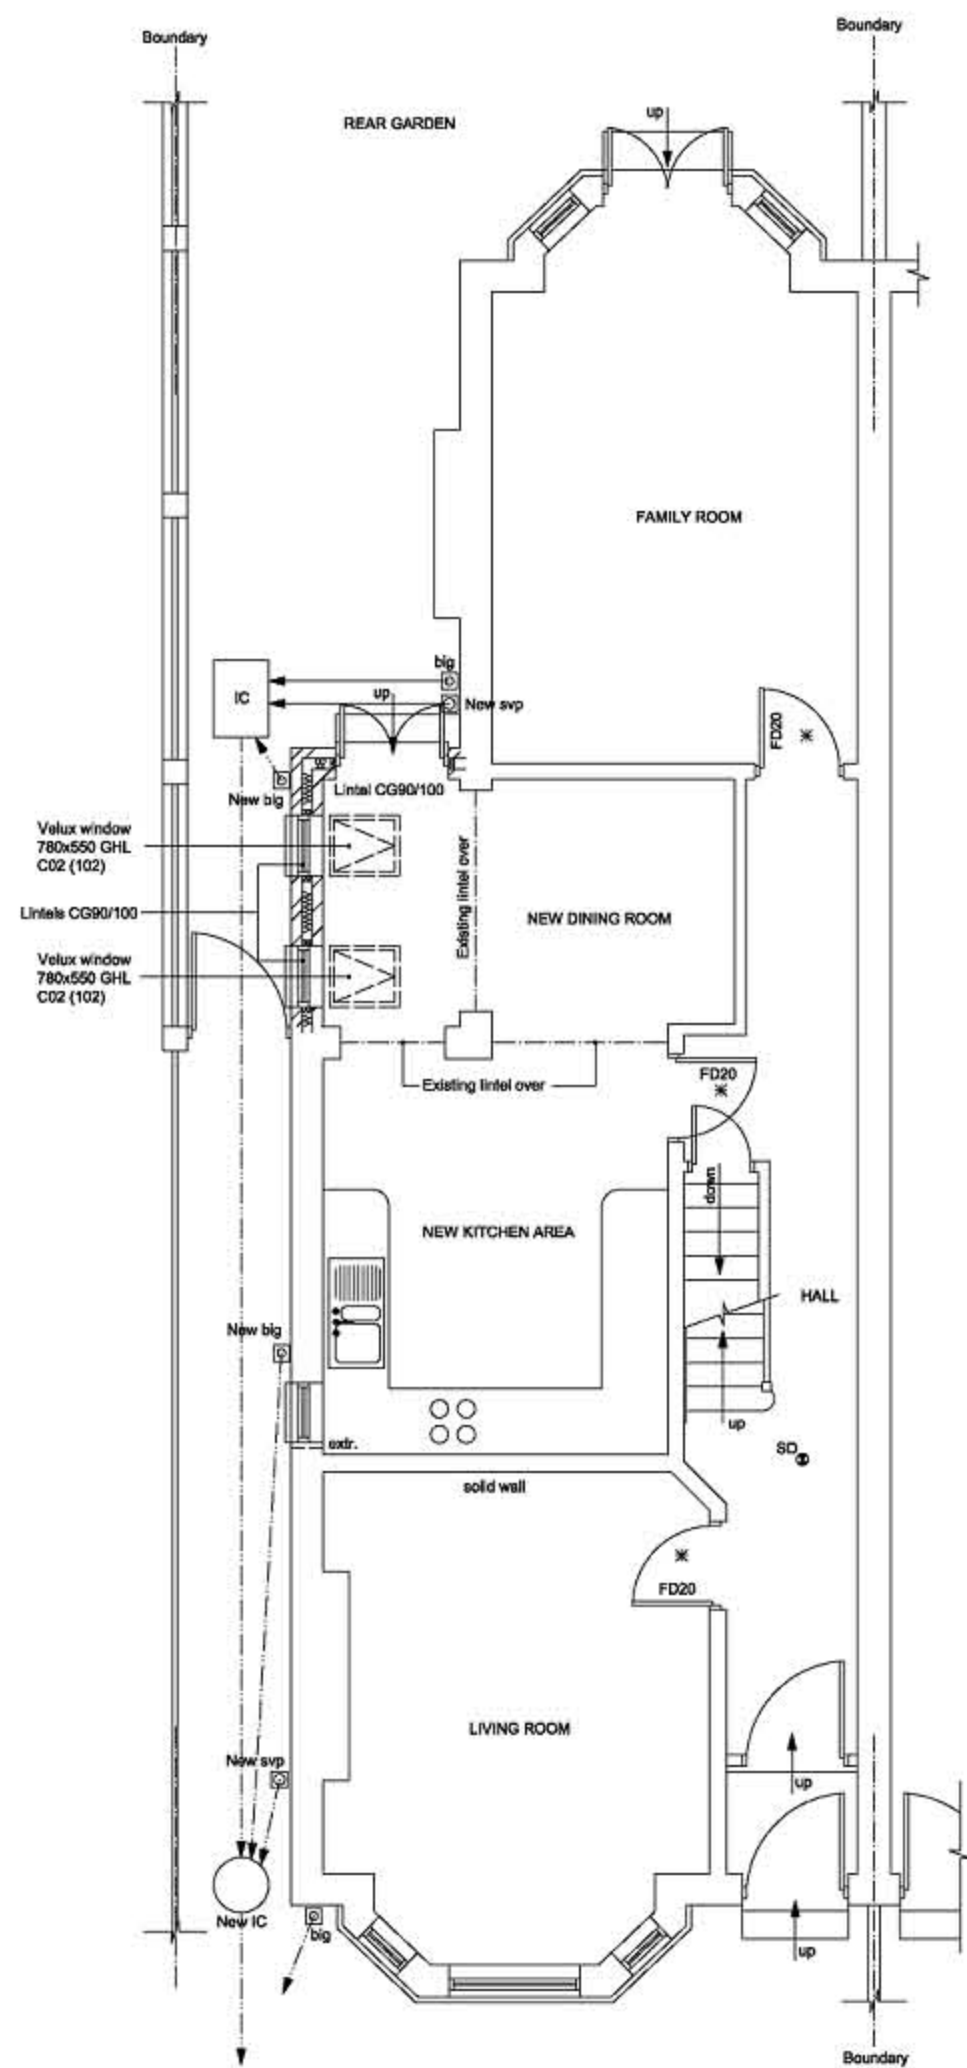 Boundary
Boundary
REAR GARDEN
up
FAMILY ROOM
big
IC
up
New svp
FD20
New big
Lintel CG90/100
Velux window
780x550 GHL
C02 (102)
Existing lintel over
Lintels CG90/100
NEW DINING ROOM
Velux window
780x550 GHL
C02 (102)
Existing lintel over
FD20
down
NEW KITCHEN AREA
HALL
New big
up
extr.
SD
solid wall
FD20
LIVING ROOM
New svp
up
New IC
big
up
Boundary